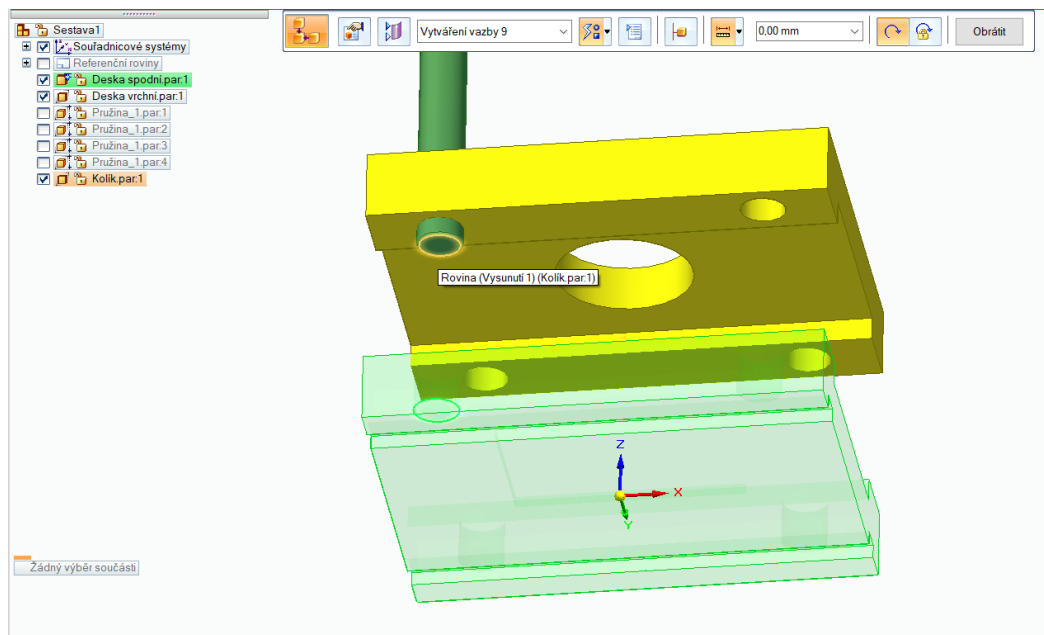 Sestava1
Souřadnicové systémy
Referenční roviny
Deska spodní.par:1
Deska vrchní.par:1
Pružina_1.par:1
Pružina_1.par:2
Pružina_1.par:3
Pružina_1.par:4
Kolík.par:1
Vytváření vazby 9
0,00 mm
Obrátit
Rovina (Vysunutí 1) (Kolík.par:1)
Z
X
Y
Žádný výběr součásti